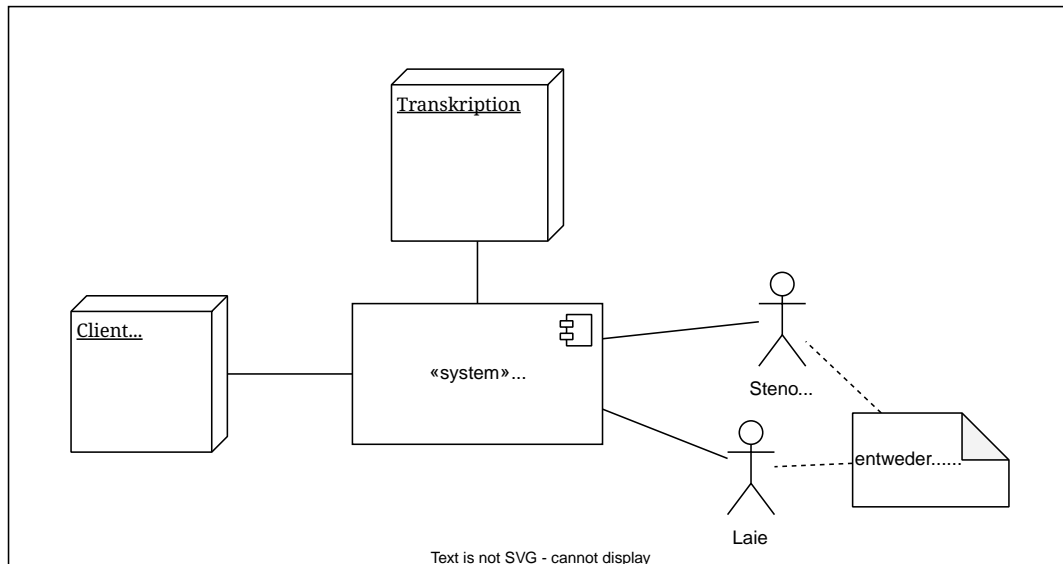 Transkription
Client...
«system»...
Steno...
entweder......
Laie
Text is not SVG - cannot display